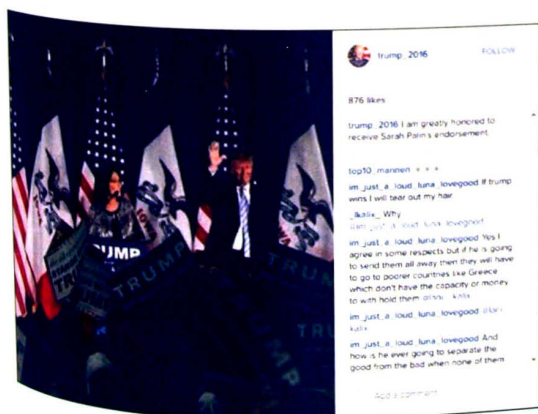 trump_2016
FOLLOW
876 likes
trump_2016 I am greatly honored to
receive Sarah Palin's endorsement
top10_mannen
im_just_a_loud_luna_lovegood If trump
wins I will tear out my hair
Why
im_just_a_loud_luna_lovegood
im_just_a_loud_luna_lovegood Yes I
agree in some respects but if he is going
to send them all away then they will have
to go to poorer countries like Greece
which don't have the capacity or money
to with hold them
im_just_a_loud_luna_lovegood
im_just_a_loud_luna_lovegood And
how is he ever going to separate the
good from the bad when none of them
Add a comment
TRUMP
TRUMP
TRUMP
TRU